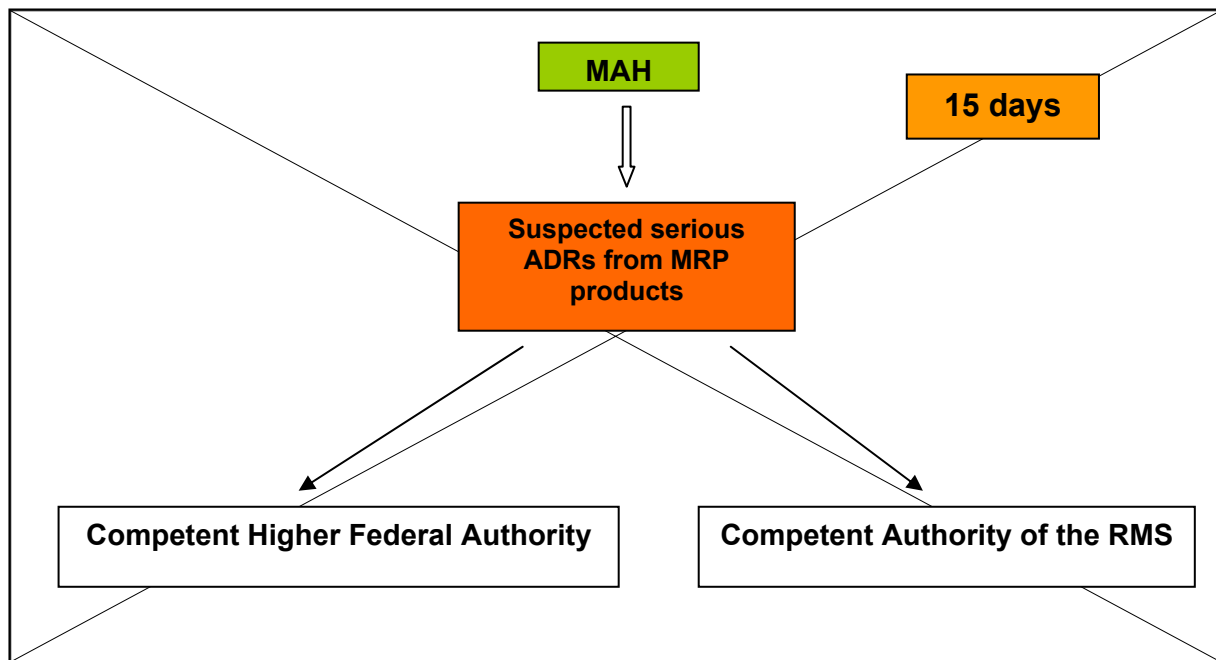 MAH
15 days
Suspected serious
ADRs from MRP
products
Competent Higher Federal Authority
Competent Authority of the RMS